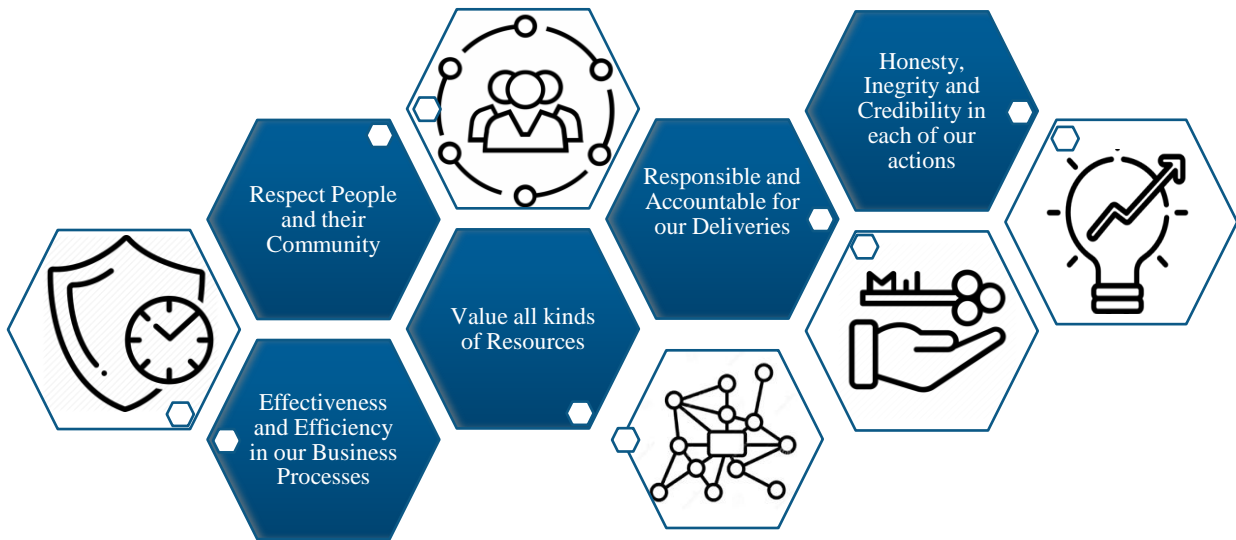 Honesty,
Inegrity and
Credibility in
each of our
actions
Respect People
and their
Community
Responsible and
Accountable for
our Deliveries
Value all kinds
of Resources
Effectiveness
and Efficiency
in our Business
Processes